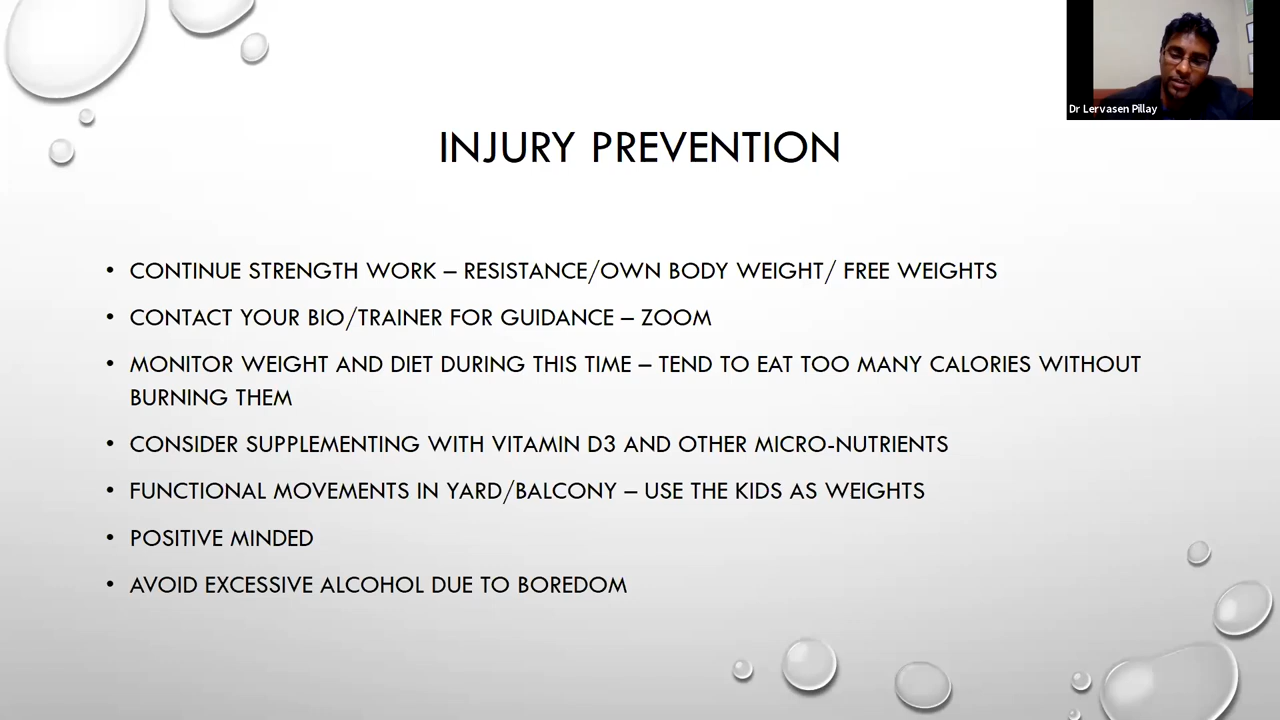 Dr Lervasen Pillay
INJURY PREVENTION
• CONTINUE STRENGTH WORK – RESISTANCE/OWN BODY WEIGHT/ FREE WEIGHTS
• CONTACT YOUR BIO/TRAINER FOR GUIDANCE – ZOOM
• MONITOR WEIGHT AND DIET DURING THIS TIME – TEND TO EAT TOO MANY CALORIES WITHOUT
BURNING THEM
• CONSIDER SUPPLEMENTING WITH VITAMIN D3 AND OTHER MICRO-NUTRIENTS
• FUNCTIONAL MOVEMENTS IN YARD/BALCONY – USE THE KIDS AS WEIGHTS
• POSITIVE MINDED
• AVOID EXCESSIVE ALCOHOL DUE TO BOREDOM